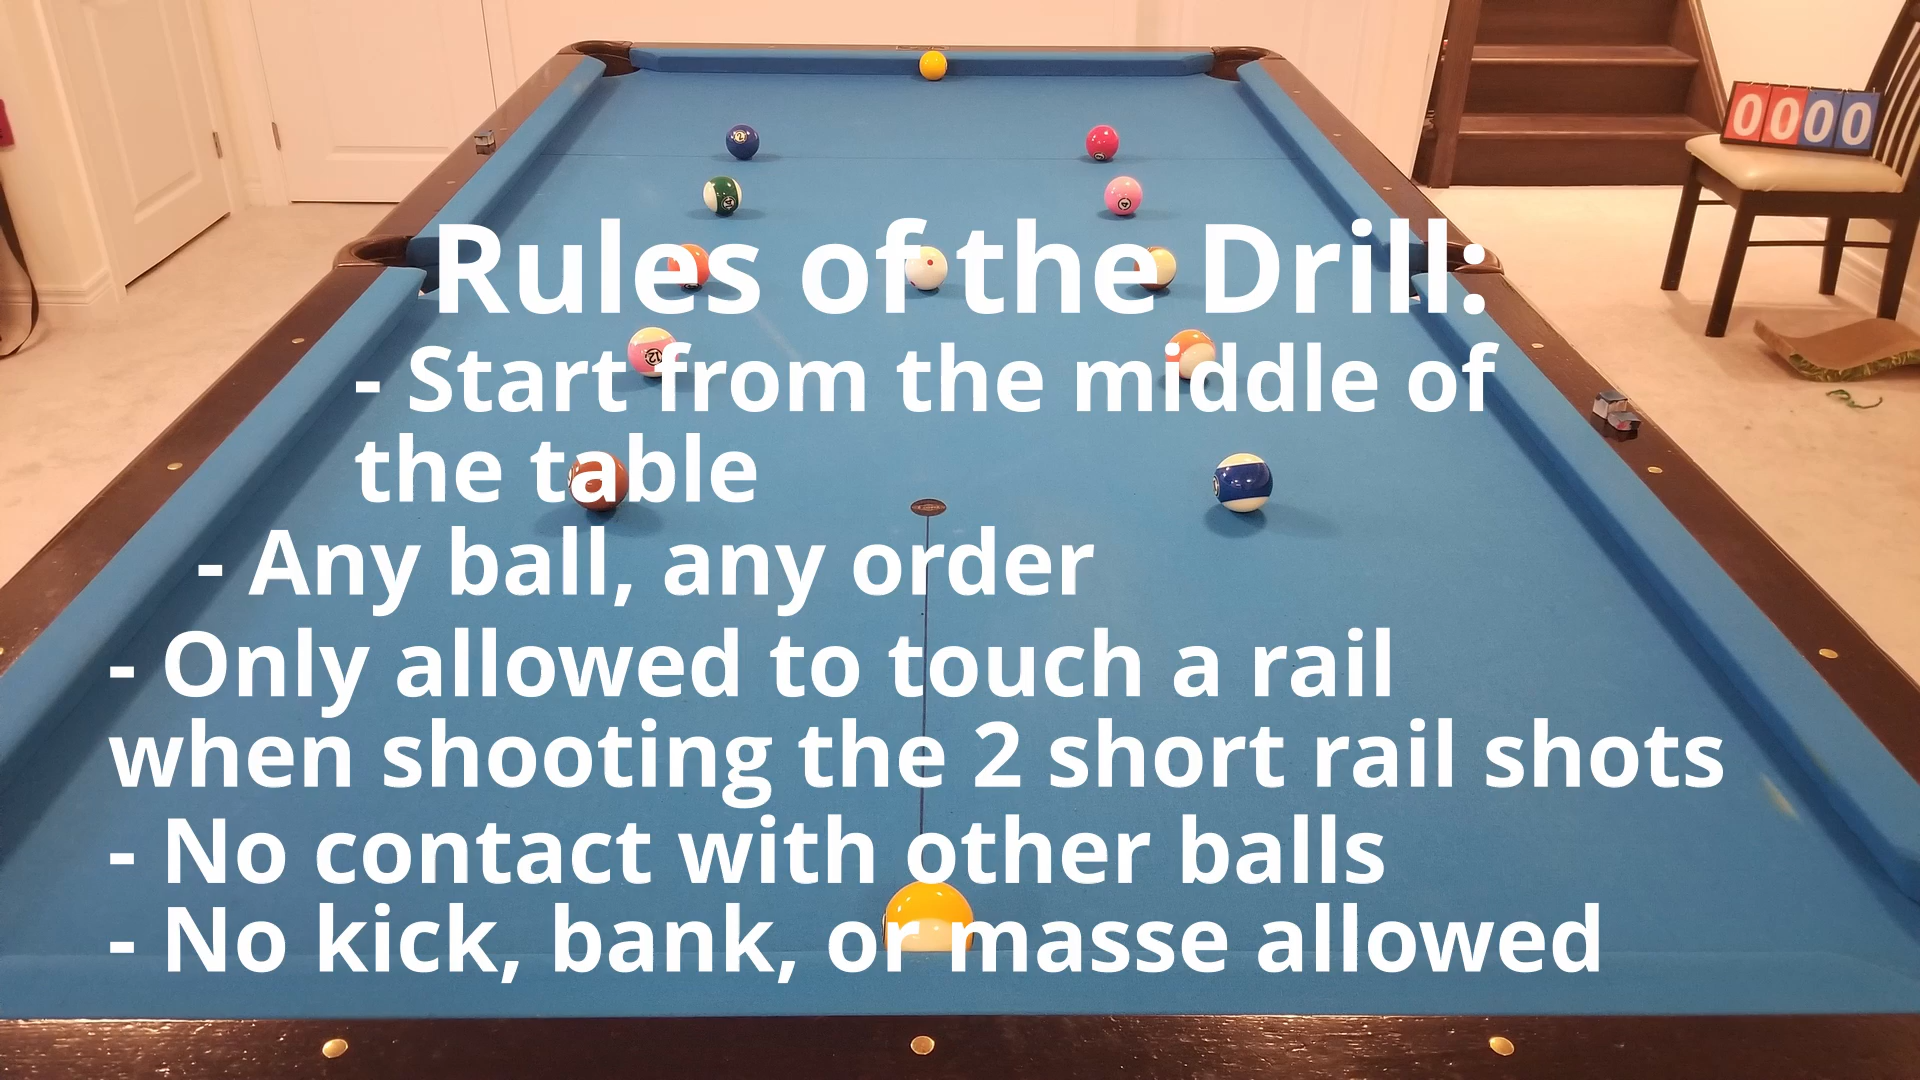 0000
Rules of the Drill:
- Start from the middle of
the table
- Any ball, any order
- Only allowed to touch a rail
when shooting the 2 short rail shots
- No contact with other balls
- No kick, bank, or masse allowed
12